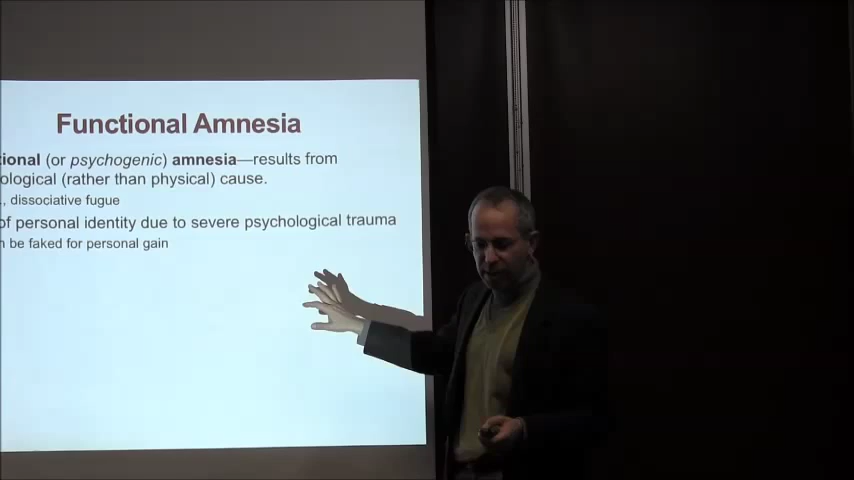 Functional Amnesia
tional (or psychogenic) amnesia—results from
ological (rather than physical) cause.
., dissociative fugue
of personal identity due to severe psychological trauma
n be faked for personal gain